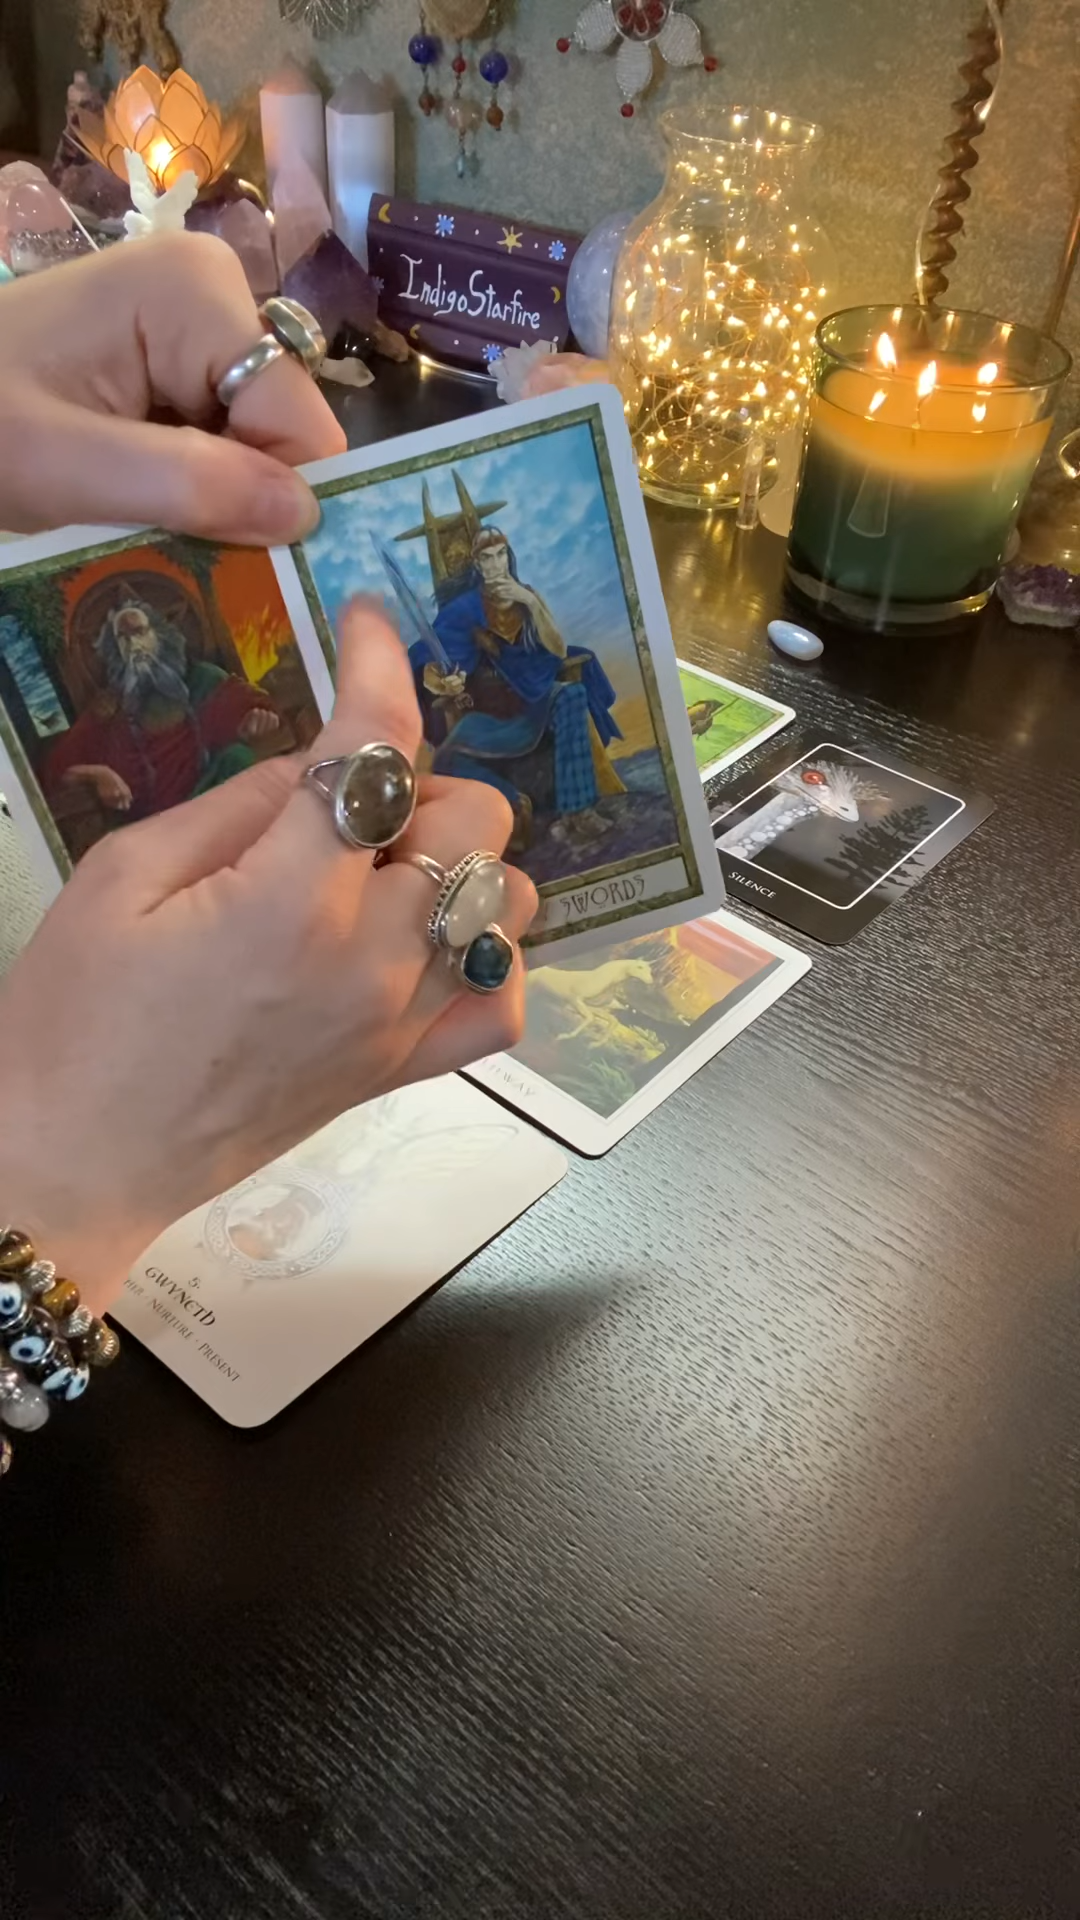 IndigoStarfire
SWORDS
SILENCE
5.
GWYNETH
NURTURE · PRESENT